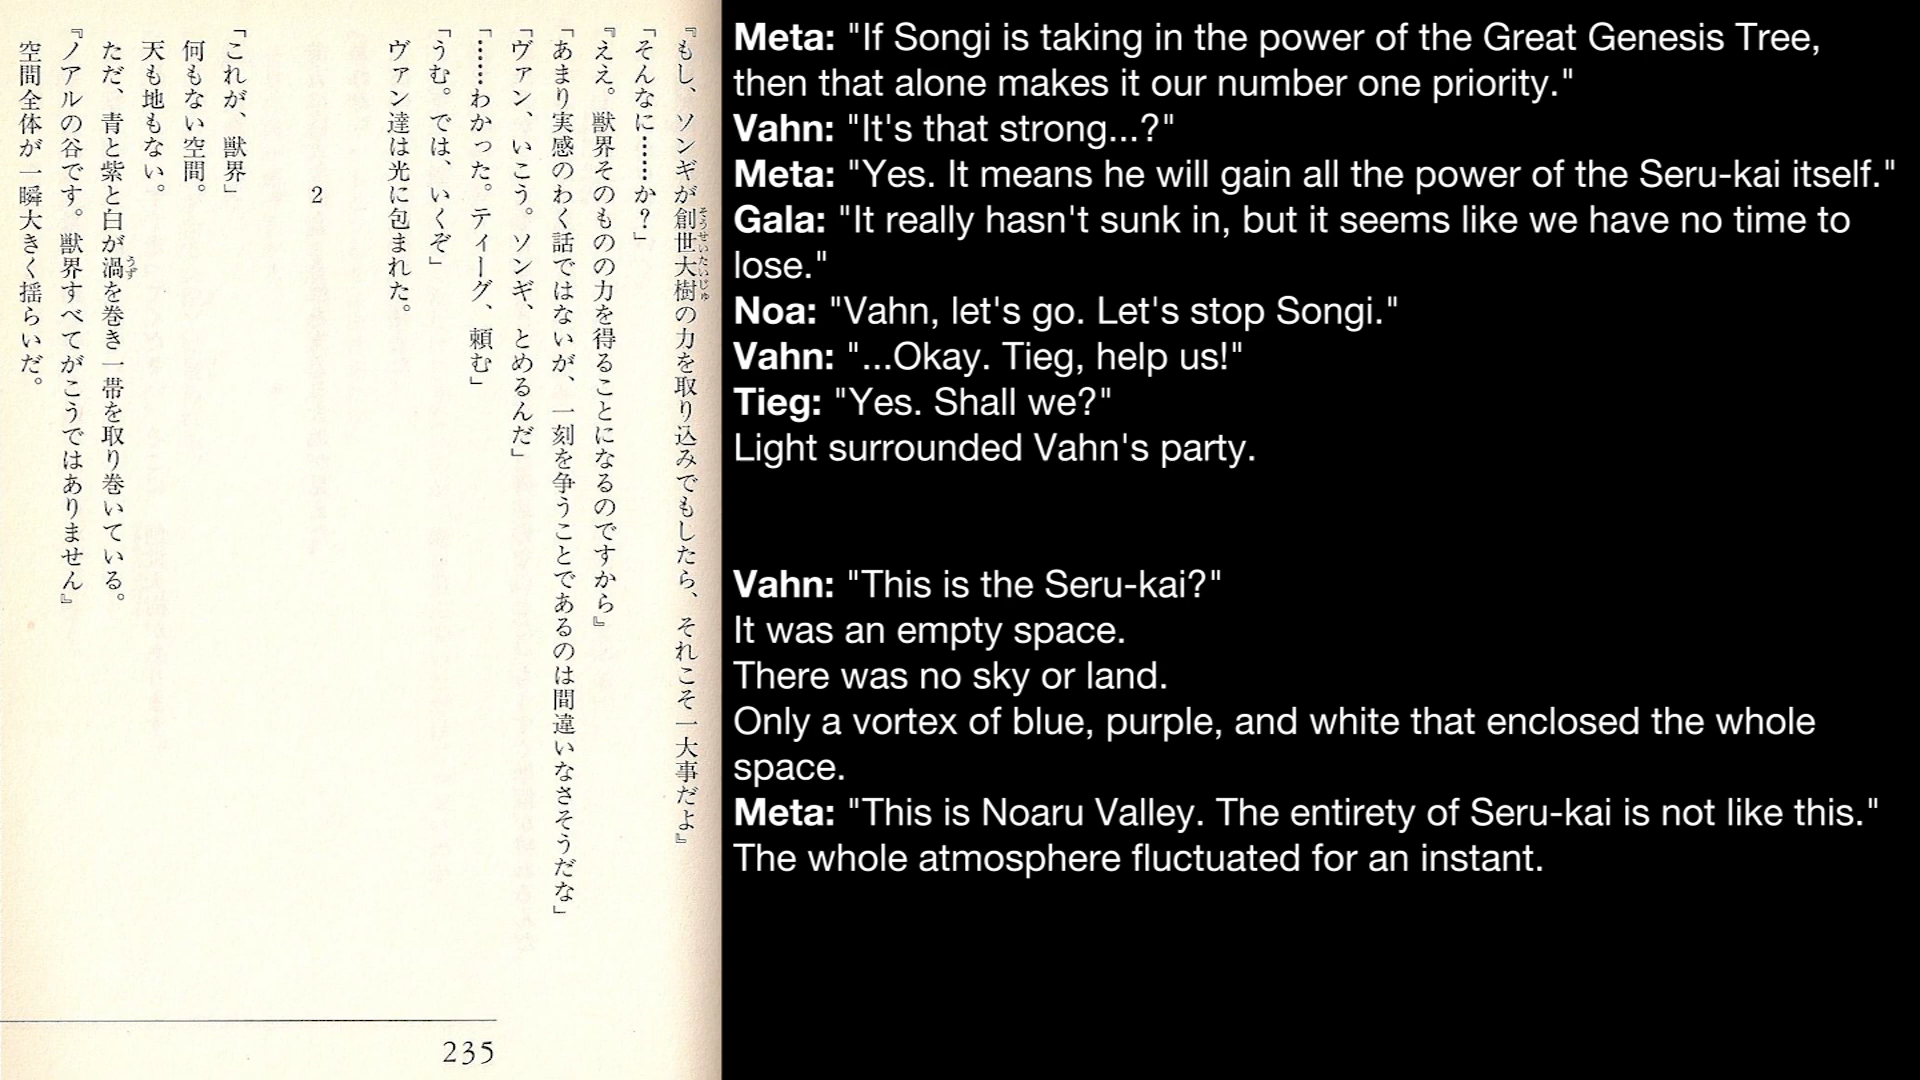 『もし、ソンギが創世大樹の力を取り込みでもしたら、それこそ一大事だよ』
そうせいたいじゅ
「そんなに……か？」
『ええ。獣界そのものの力を得ることになるのですから』
「あまり実感のわく話ではないが、一刻を争うことであるのは間違いなさそうだな」
「ヴァン、いこう。ソンギ、とめるんだ」
「……わかった。ティーグ、頼む」
「うむ。では、いくぞ」
ヴァン達は光に包まれた。
2
「これが、獣界」
何もない空間。
天も地もない。
ただ、青と紫と白が渦を巻き一帯を取り巻いている。
うず
『ノアルの谷です。獣界すべてがこうではありません』
空間全体が一瞬大きく揺らいだ。
235
Meta: "If Songi is taking in the power of the Great Genesis Tree,
then that alone makes it our number one priority."
Vahn: "It's that strong...?"
Meta: "Yes. It means he will gain all the power of the Seru-kai itself."
Gala: "It really hasn't sunk in, but it seems like we have no time to
lose."
Noa: "Vahn, let's go. Let's stop Songi."
Vahn: "...Okay. Tieg, help us!"
Tieg: "Yes. Shall we?"
Light surrounded Vahn's party.
Vahn: "This is the Seru-kai?"
It was an empty space.
There was no sky or land.
Only a vortex of blue, purple, and white that enclosed the whole
space.
Meta: "This is Noaru Valley. The entirety of Seru-kai is not like this."
The whole atmosphere fluctuated for an instant.